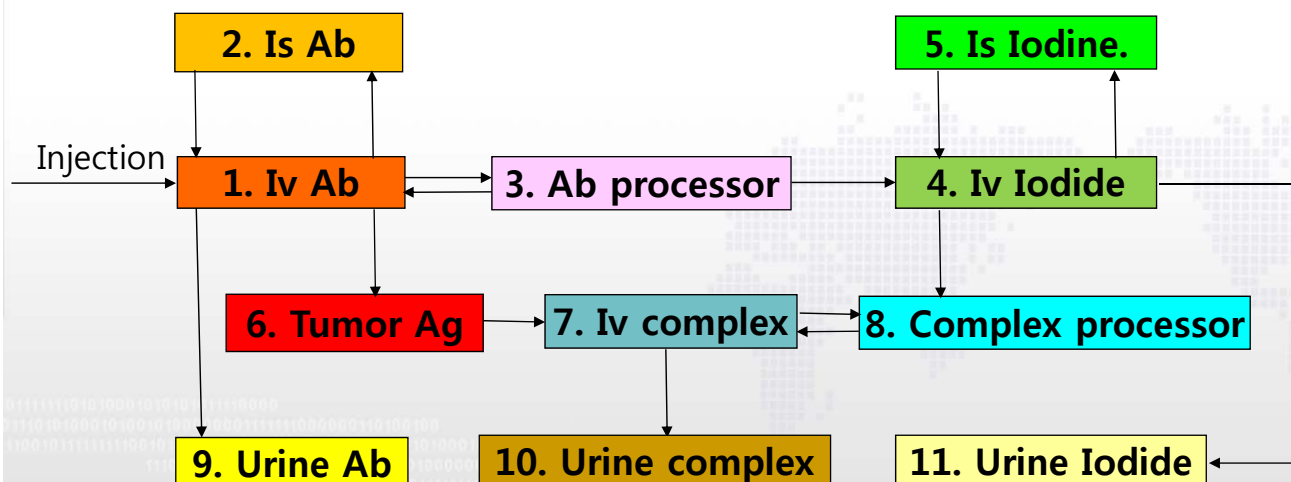 2. Is Ab
5. Is Iodine.
Injection
1. Iv Ab
3. Ab processor
4. Iv Iodide
6. Tumor Ag
7. Iv complex
8. Complex processor
9. Urine Ab
10. Urine complex
11. Urine Iodide